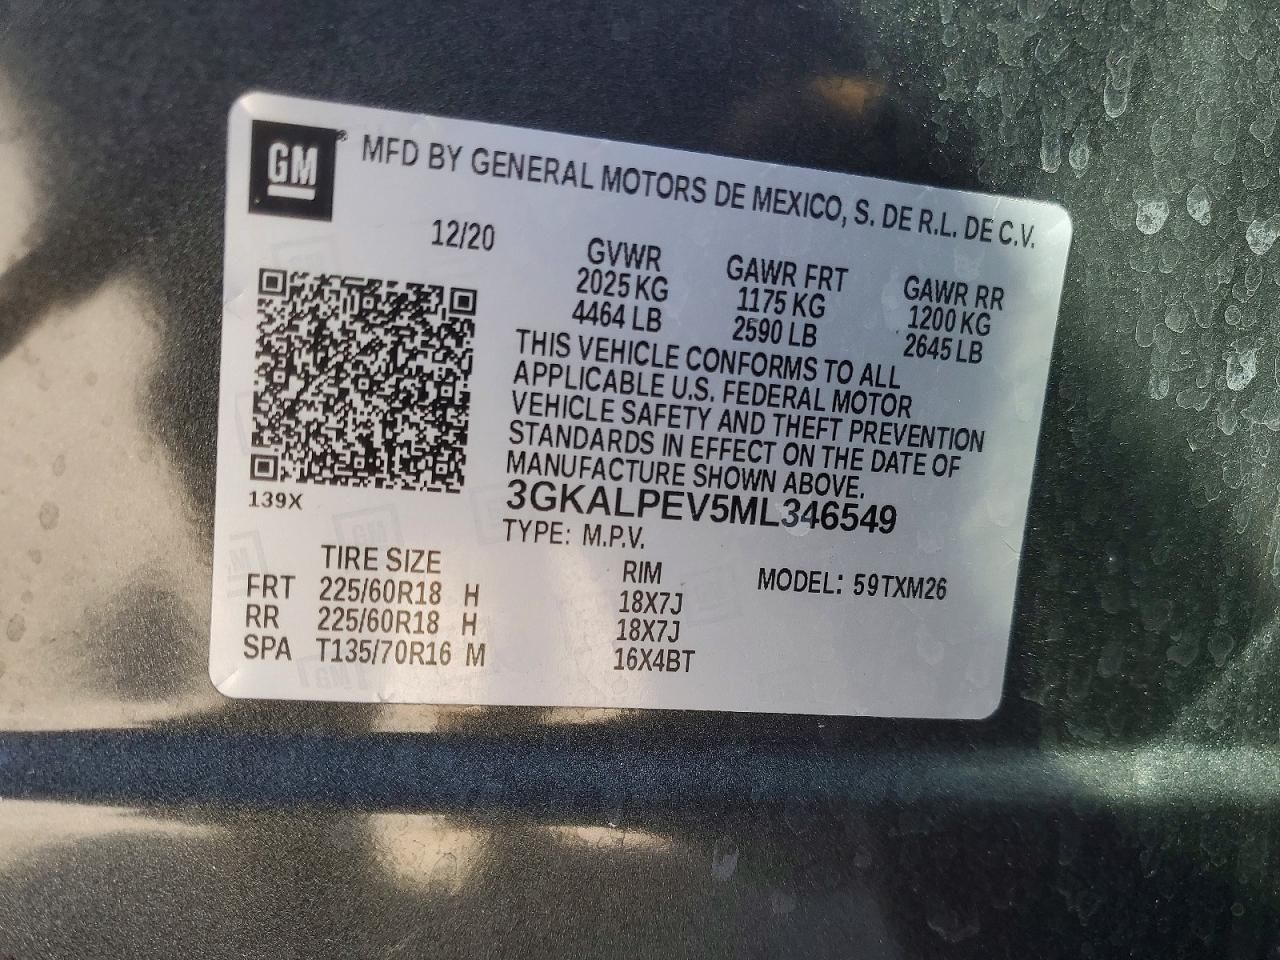 GM® MFD BY GENERAL MOTORS DE MEXICO, S. DE R.L. DE C.V.
12/20
GVWR GAWR FRT GAWR RR
2025 KG 1175 KG 1200 KG
4464 LB 2590 LB 2645 LB
THIS VEHICLE CONFORMS TO ALL
APPLICABLE U.S. FEDERAL MOTOR
VEHICLE SAFETY AND THEFT PREVENTION
STANDARDS IN EFFECT ON THE DATE OF
MANUFACTURE SHOWN ABOVE.
139X
3GKALPEV5ML346549
TYPE: M.P.V.
TIRE SIZE RIM MODEL: 59TXM26
FRT 225/60R18 H 18X7J
RR 225/60R18 H 18X7J
SPA T135/70R16 M 16X4BT